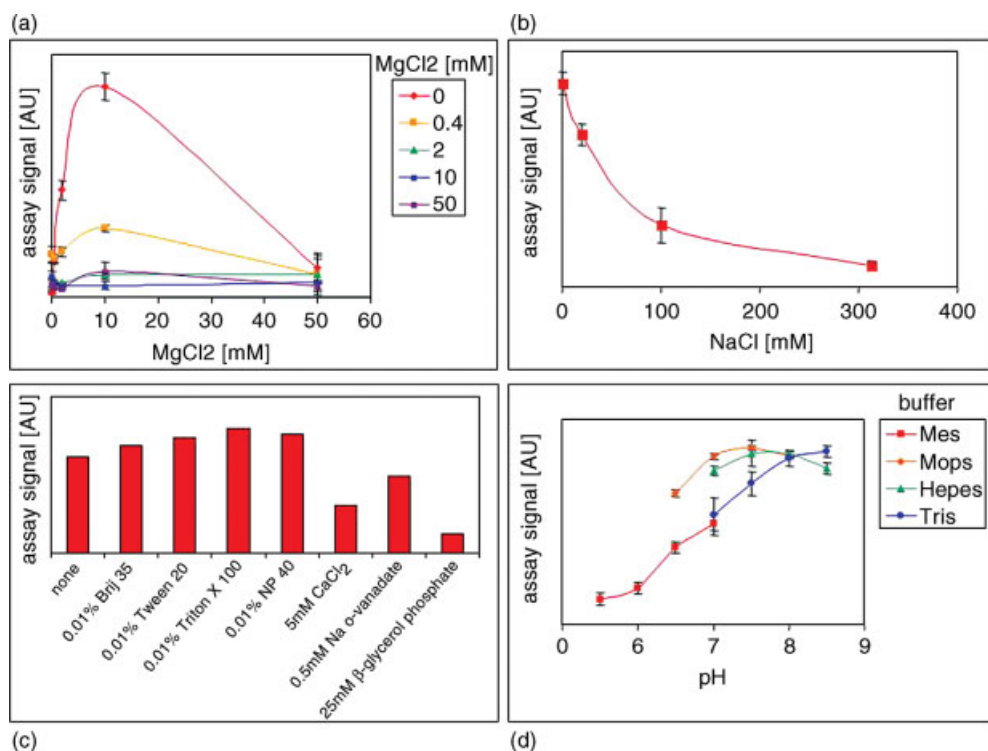 (a)
assay signal [AU]
MgCl2 [mM]
0
0.4
2
10
50
0 10 20 30 40 50 60
MgCl2 [mM]
(b)
assay signal [AU]
0 100 200 300 400
NaCl [mM]
assay signal [AU]
none
0.01% Brij 35
0.01% Tween 20
0.01% Triton X 100
0.01% NP 40
5mM CaCl₂
0.5mM Na o-vanadate
25mM β-glycerol phosphate
(c)
assay signal [AU]
buffer
Mes
Mops
Hepes
Tris
0 6 7 8 9
pH
(d)